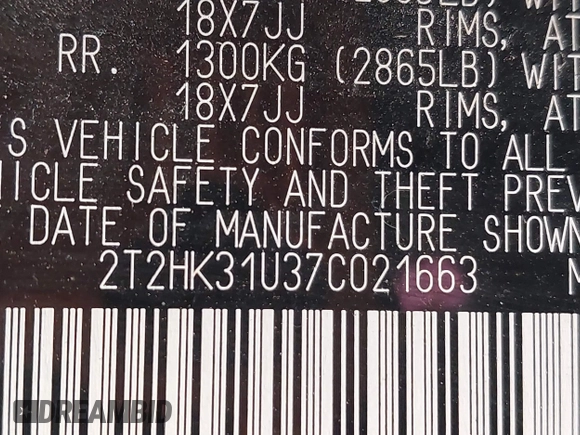 18X7JJ RIMS, AT
RR. 1300KG (2865LB) WIT
18X7JJ RIMS, AT
S VEHICLE CONFORMS TO ALL
ICLE SAFETY AND THEFT PREV
DATE OF MANUFACTURE SHOWN
2T2HK31U37C021663
DREAMBID